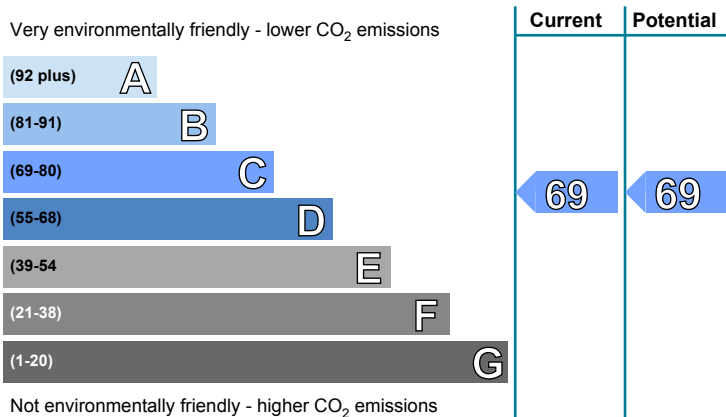 Very environmentally friendly - lower CO2 emissions
Current
Potential
(92 plus) A
(81-91) B
(69-80) C
(55-68) D
(39-54 E
(21-38) F
(1-20) G
69
69
Not environmentally friendly - higher CO2 emissions